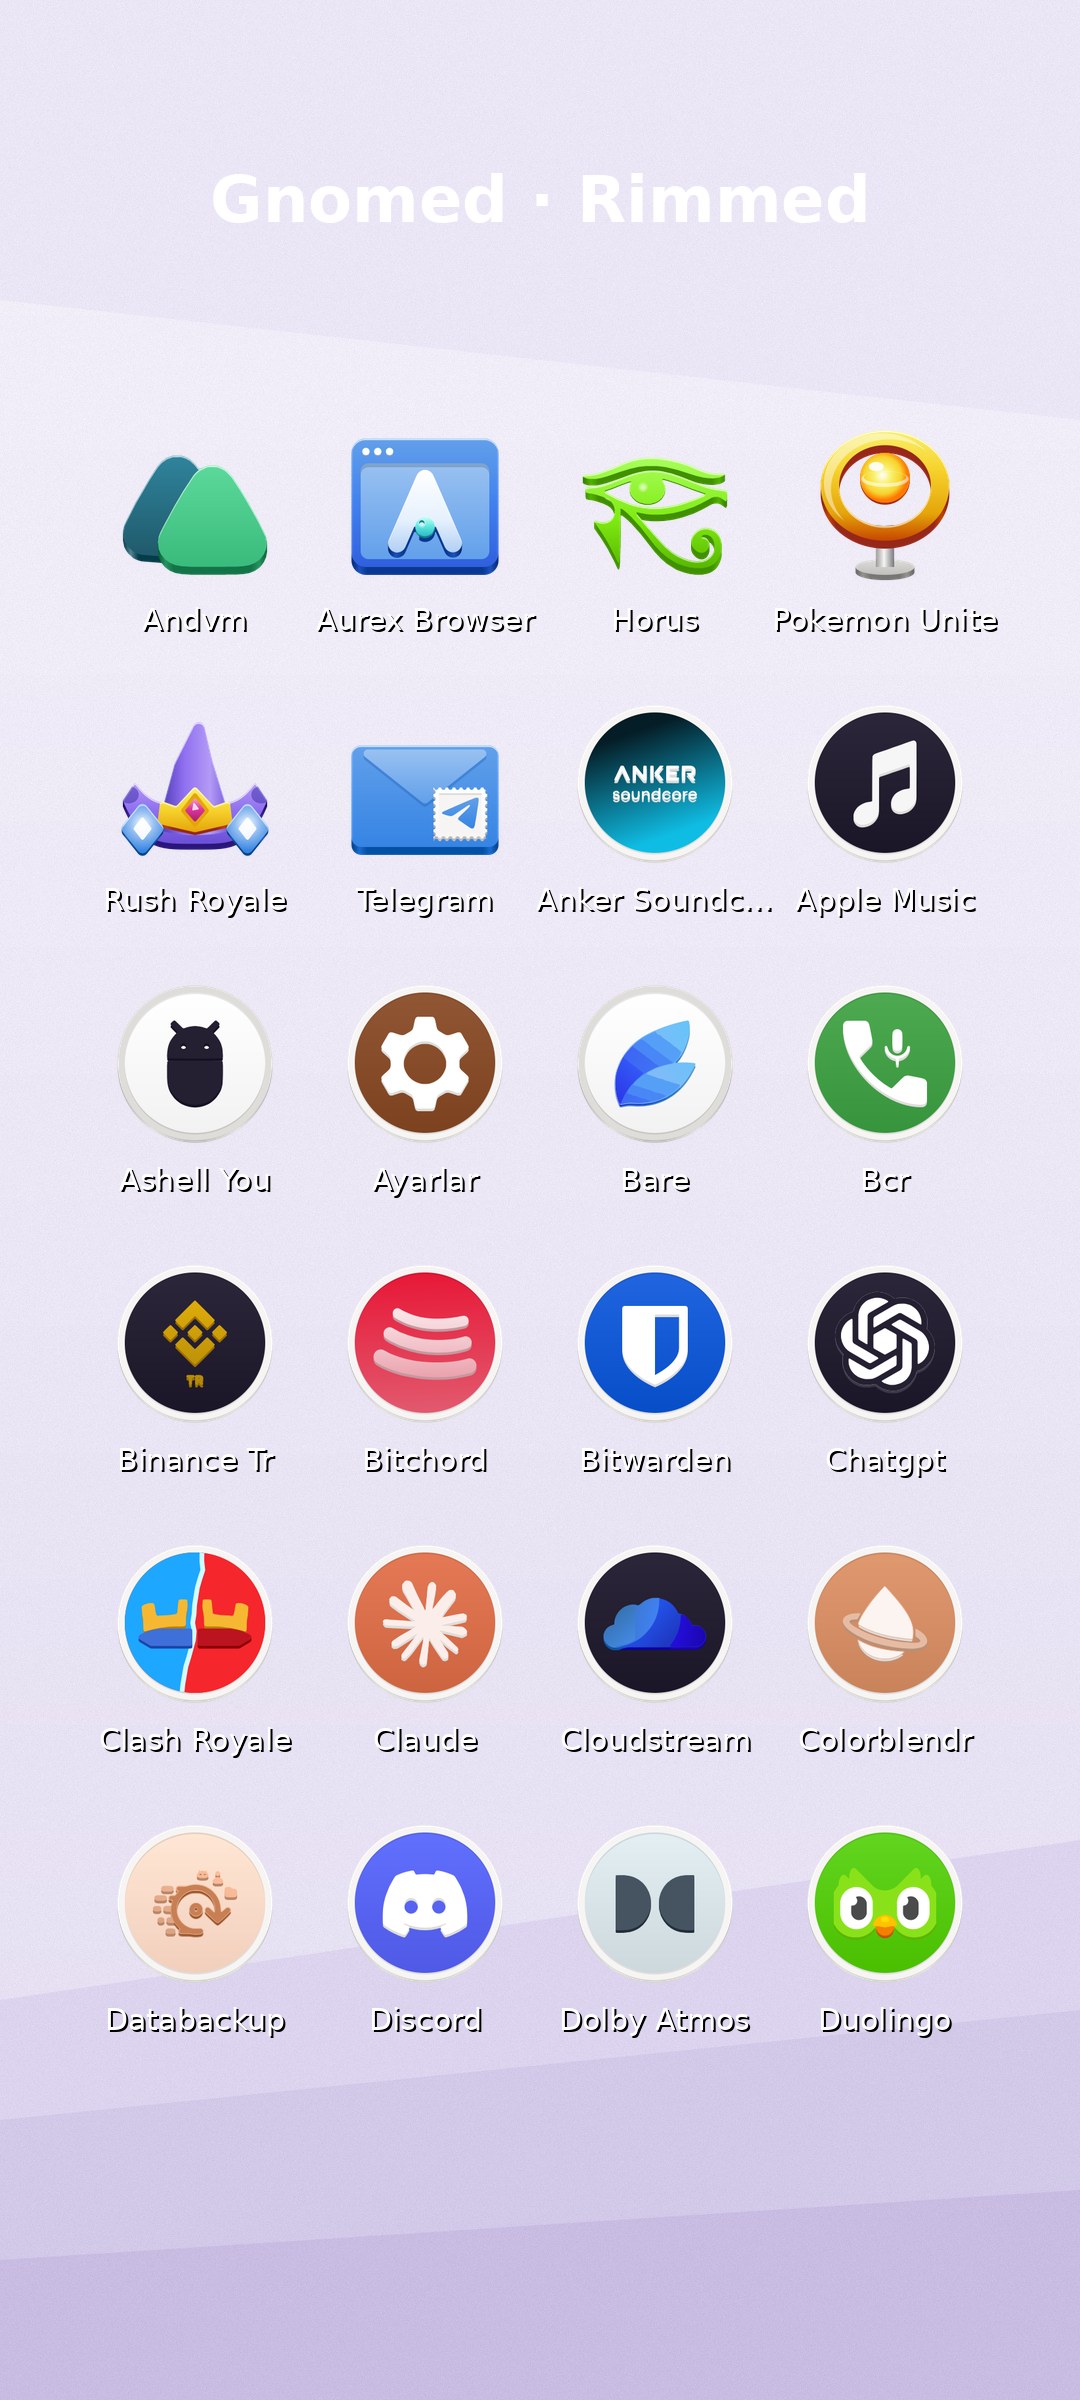 Gnomed · Rimmed
Andvm
Aurex Browser
Horus
Pokemon Unite
ANKER
soundcore
Rush Royale
Telegram
Anker Soundc...
Apple Music
Ashell You
Ayarlar
Bare
Bcr
TR
Binance Tr
Bitchord
Bitwarden
Chatgpt
Clash Royale
Claude
Cloudstream
Colorblendr
Databackup
Discord
Dolby Atmos
Duolingo